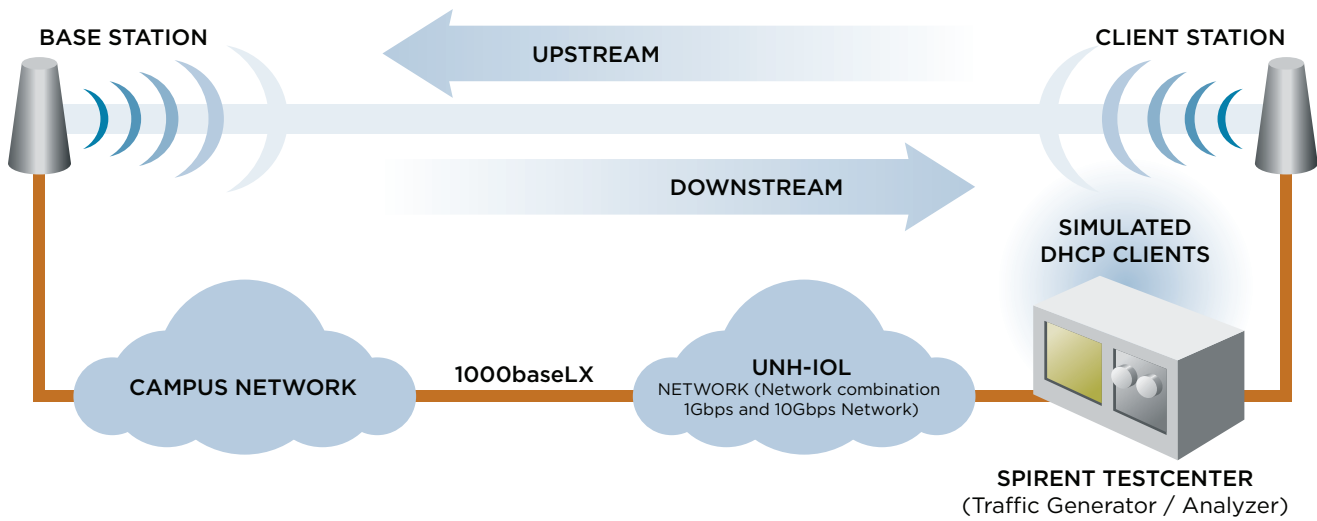 BASE STATION
UPSTREAM
CLIENT STATION
DOWNSTREAM
SIMULATED
DHCP CLIENTS
CAMPUS NETWORK
1000baseLX
UNH-IOL
NETWORK (Network combination
1Gbps and 10Gbps Network)
SPIRENT TESTCENTER
(Traffic Generator / Analyzer)